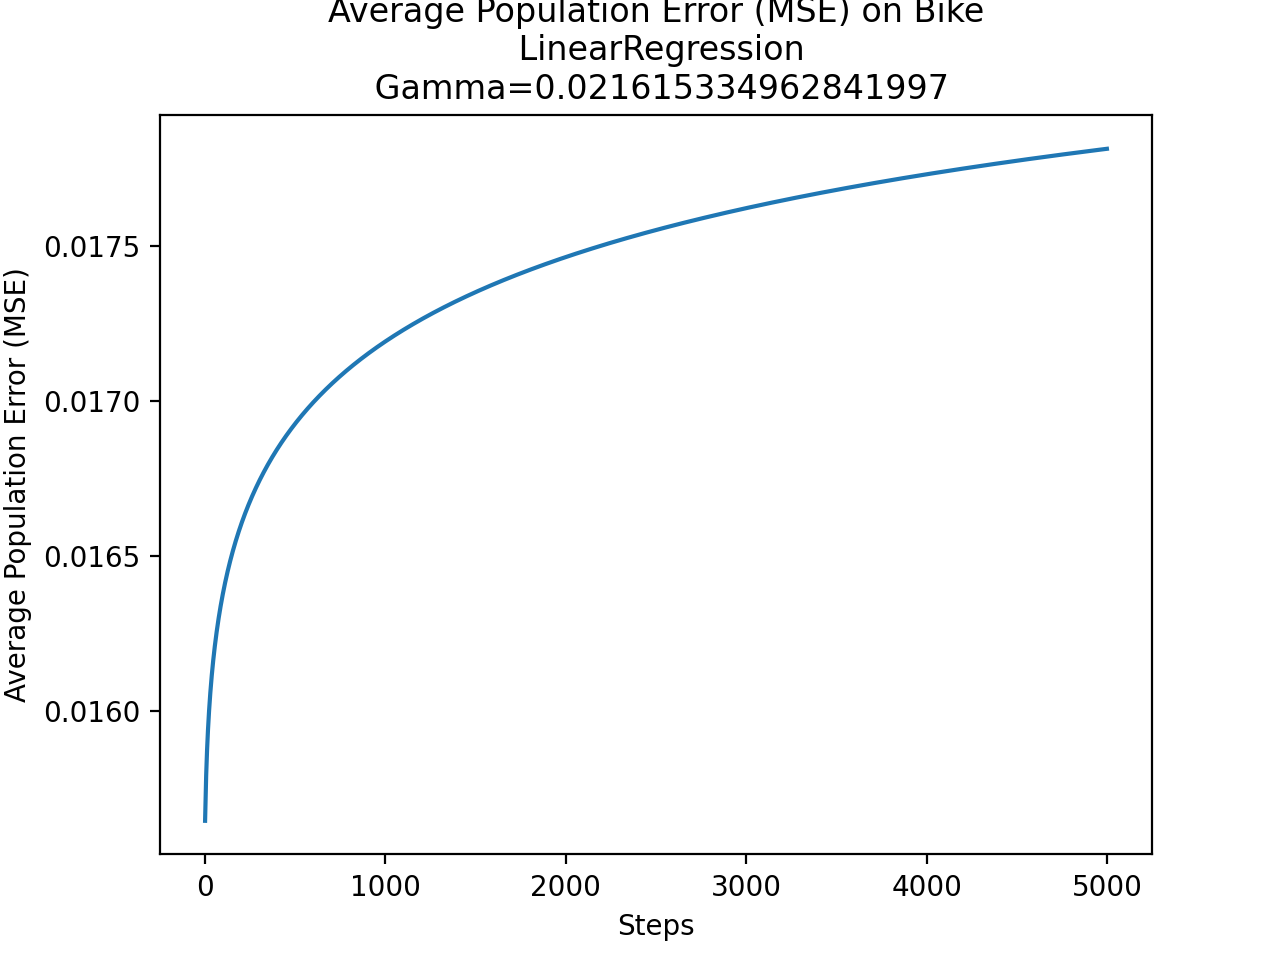 Average Population Error (MSE) on Bike
LinearRegression
Gamma=0.021615334962841997
Average Population Error (MSE)
0.0175
0.0170
0.0165
0.0160
0
1000
2000
3000
4000
5000
Steps